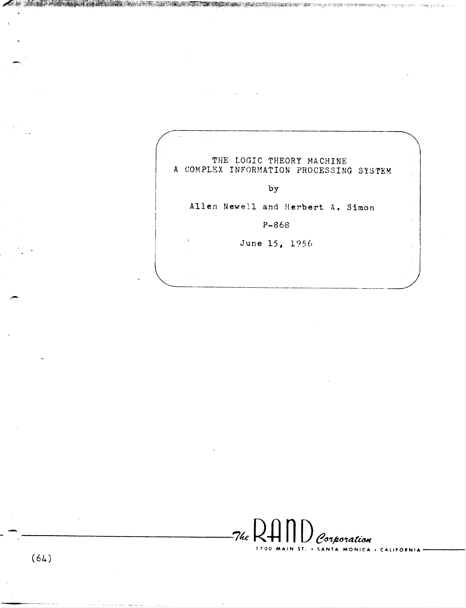 THE LOGIC THEORY MACHINE
A COMPLEX INFORMATION PROCESSING SYSTEM
by
Allen Newell and Herbert A. Simon
P-868
June 15, 1956
The RAND Corporation
1700 MAIN ST. • SANTA MONICA • CALIFORNIA
(64)